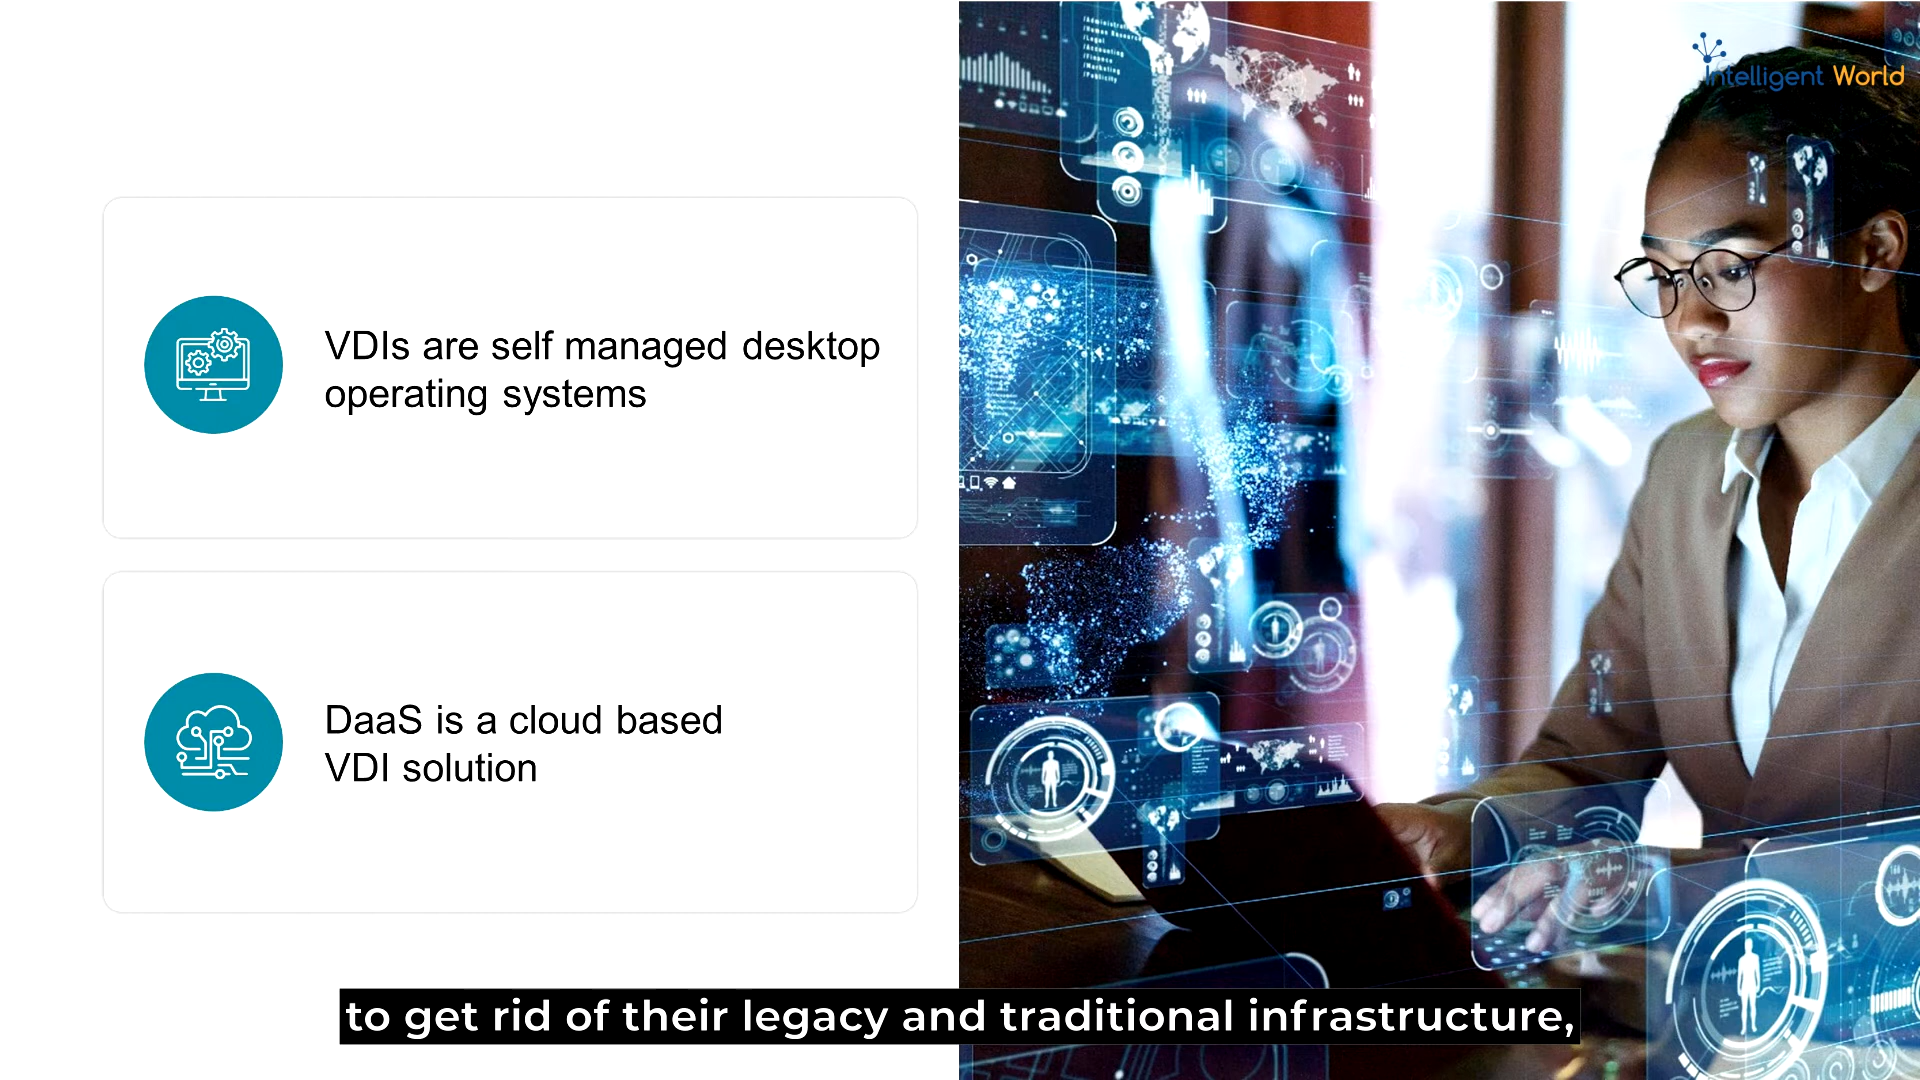 Intelligent World
VDIs are self managed desktop
operating systems
DaaS is a cloud based
VDI solution
to get rid of their legacy and traditional infrastructure,